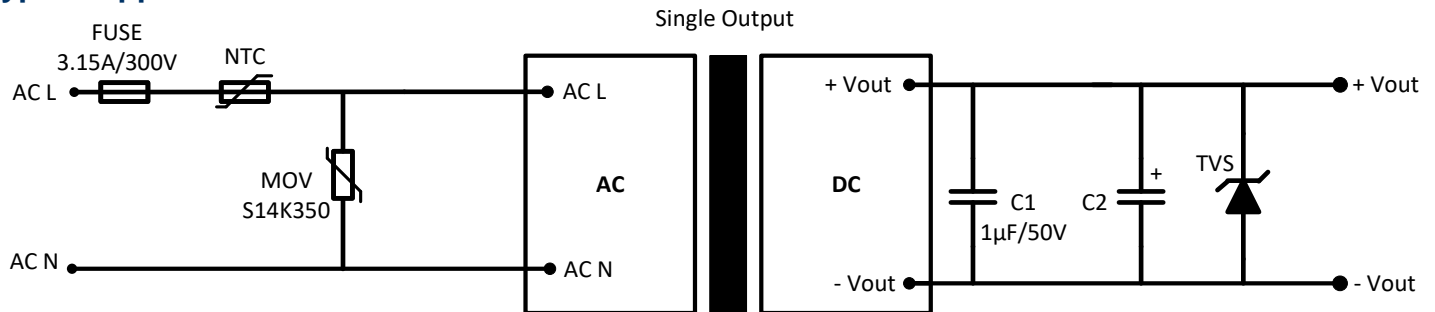 Single Output
FUSE
3.15A/300V
NTC
AC L
AC L
MOV
S14K350
AC N
AC N
AC
DC
+ Vout
+ Vout
TVS
+
C1
1µF/50V
C2
- Vout
- Vout